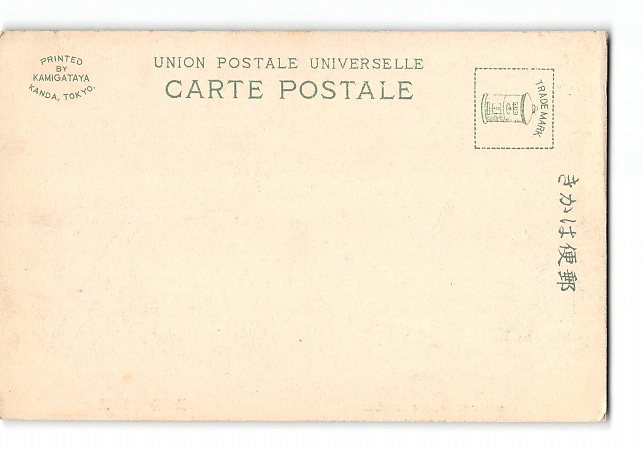 PRINTED
BY
KAMIGATAYA
KANDA, TOKYO.
UNION POSTALE UNIVERSELLE
CARTE POSTALE
TRADE MARK
きかは便郵